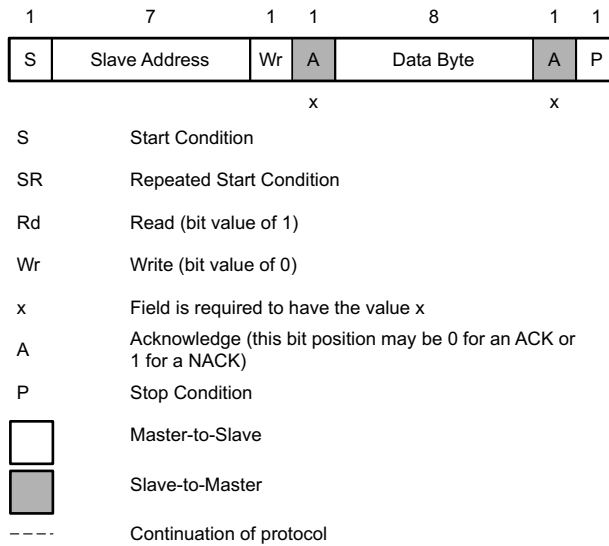 1 7 1 1 8 1 1
S Slave Address Wr A Data Byte A P
x x
S Start Condition
SR Repeated Start Condition
Rd Read (bit value of 1)
Wr Write (bit value of 0)
x Field is required to have the value x
A Acknowledge (this bit position may be 0 for an ACK or
1 for a NACK)
P Stop Condition
Master-to-Slave
Slave-to-Master
---- Continuation of protocol